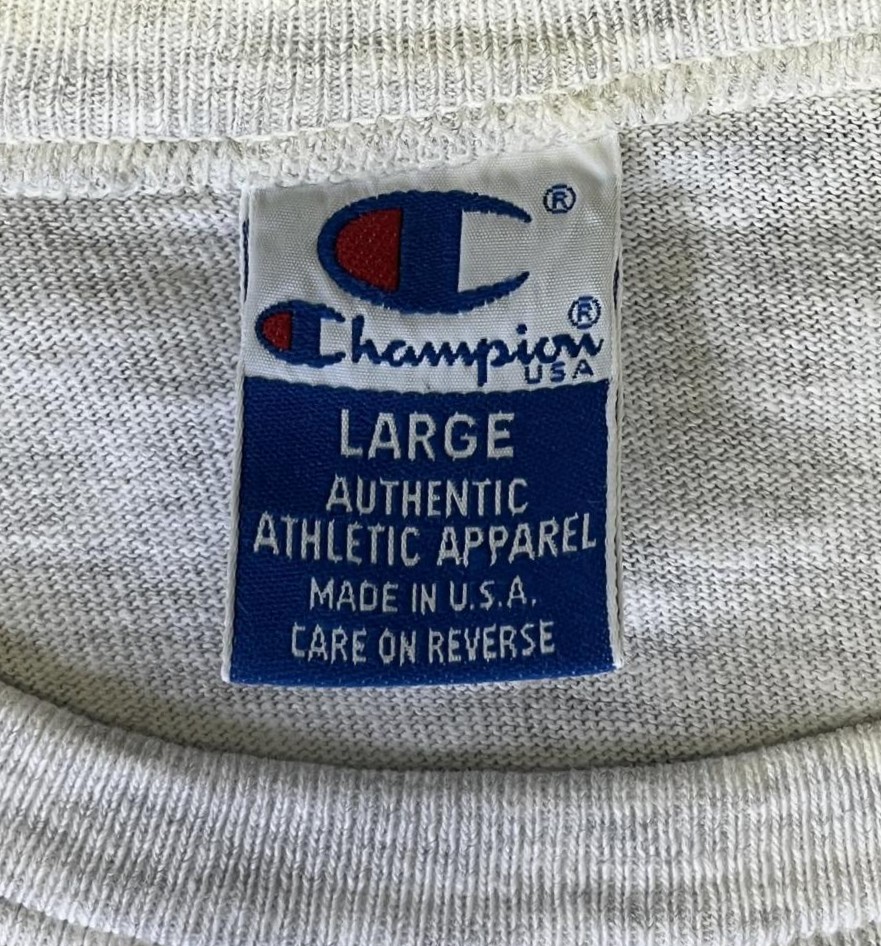 ®
Champion®
USA
LARGE
AUTHENTIC
ATHLETIC APPAREL
MADE IN U.S.A.
CARE ON REVERSE